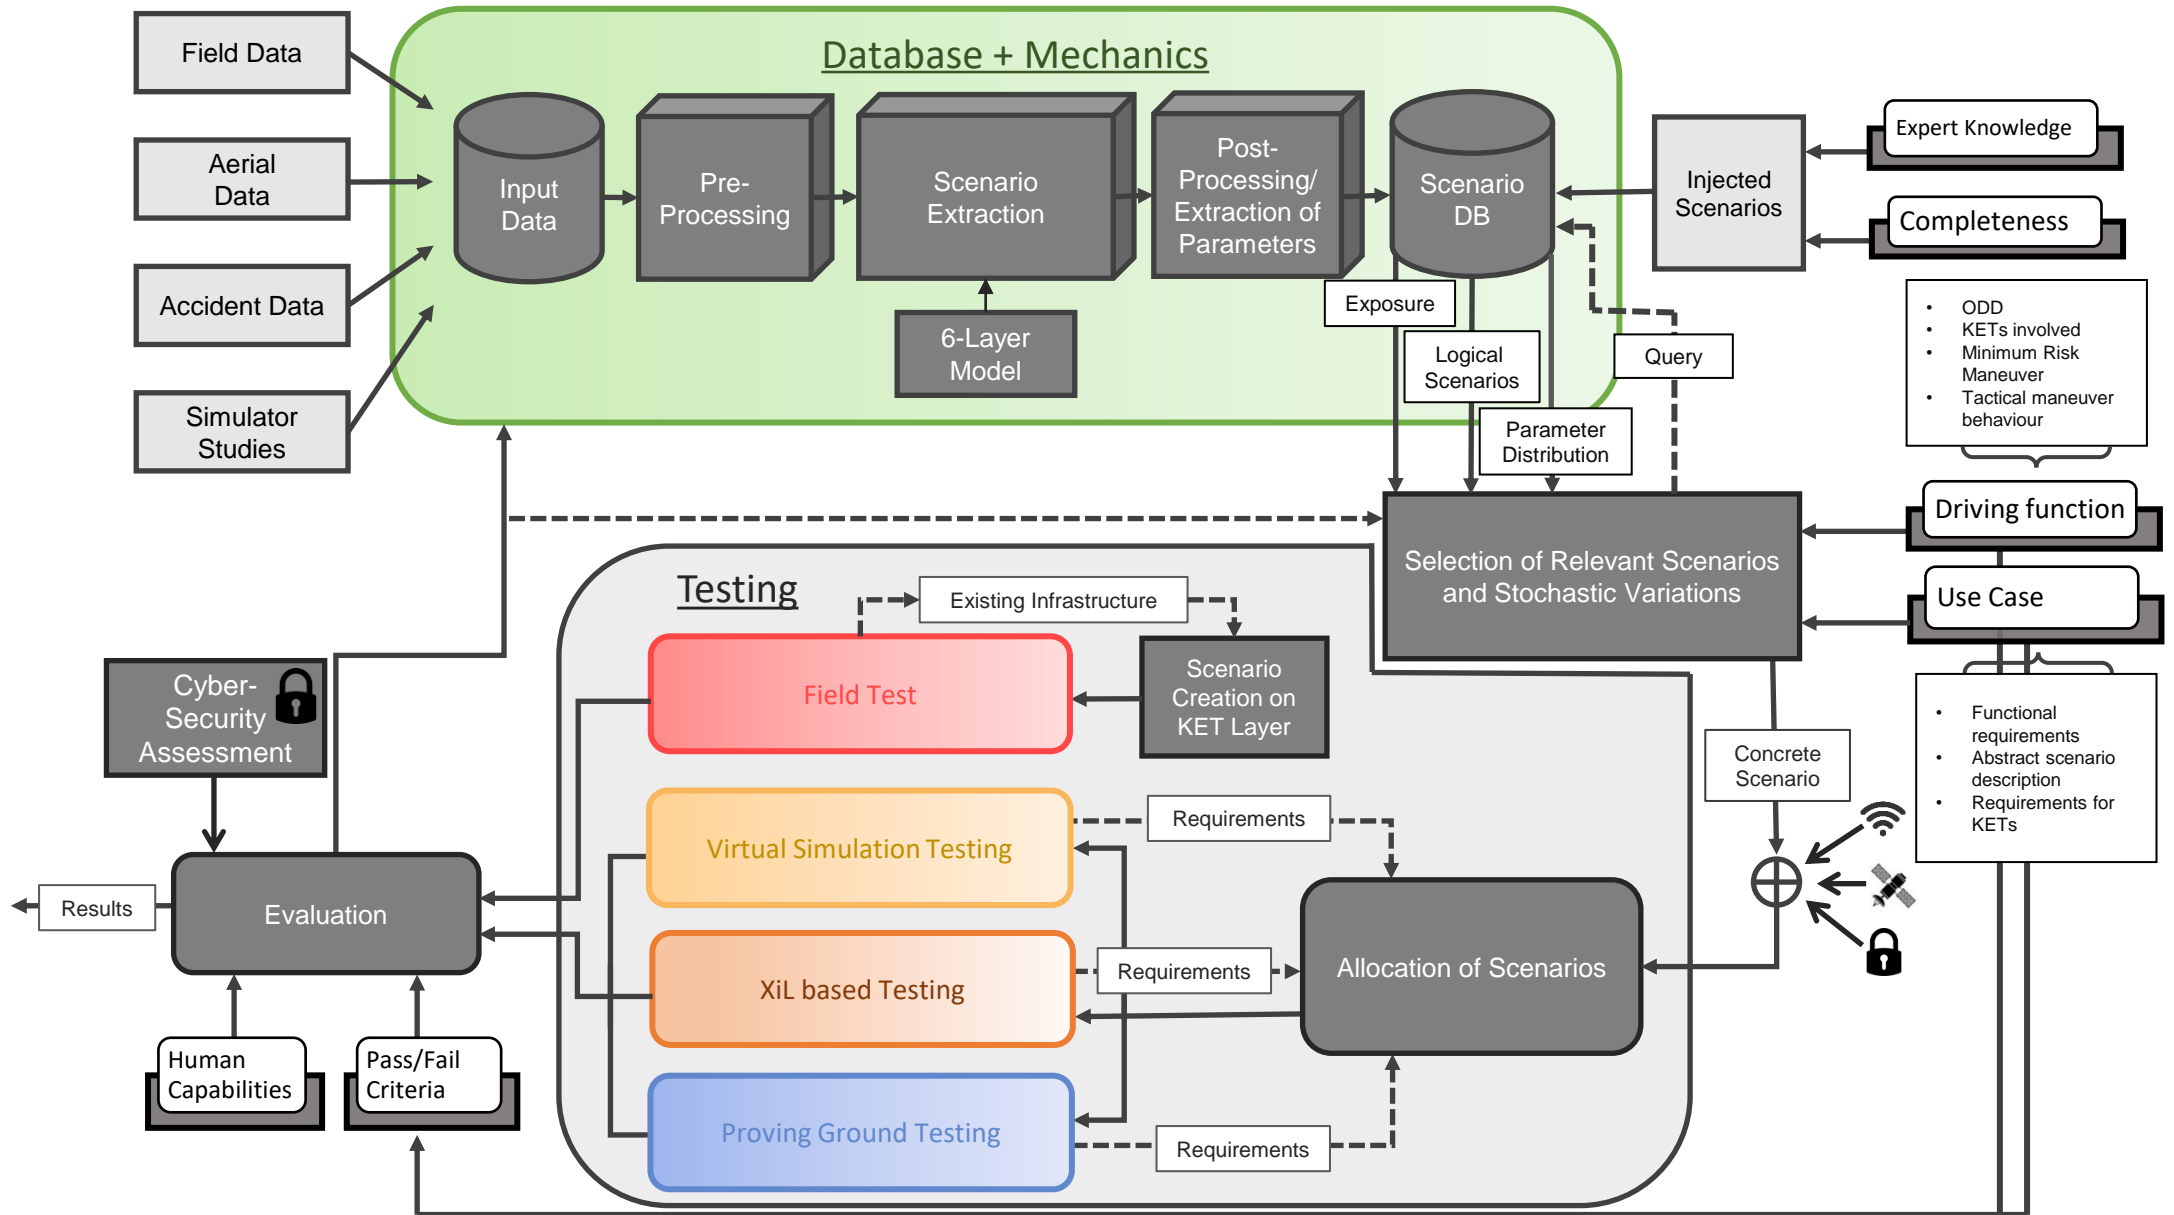 Database + Mechanics
Field Data
Aerial
Data
Accident Data
Simulator
Studies
Input
Data
Pre-
Processing
Scenario
Extraction
6-Layer
Model
Post-
Processing/
Extraction of
Parameters
Scenario
DB
Injected
Scenarios
Expert Knowledge
Completeness
Exposure
Logical
Scenarios
Parameter
Distribution
Query
• ODD
• KETs involved
• Minimum Risk
Maneuver
• Tactical maneuver
behaviour
Driving function
Use Case
• Functional
requirements
• Abstract scenario
description
• Requirements for
KETs
Selection of Relevant Scenarios
and Stochastic Variations
Concrete
Scenario
Testing
Existing Infrastructure
Scenario
Creation on
KET Layer
Field Test
Virtual Simulation Testing
XiL based Testing
Proving Ground Testing
Requirements
Requirements
Requirements
Allocation of Scenarios
Cyber-
Security
Assessment
Evaluation
Results
Human
Capabilities
Pass/Fail
Criteria